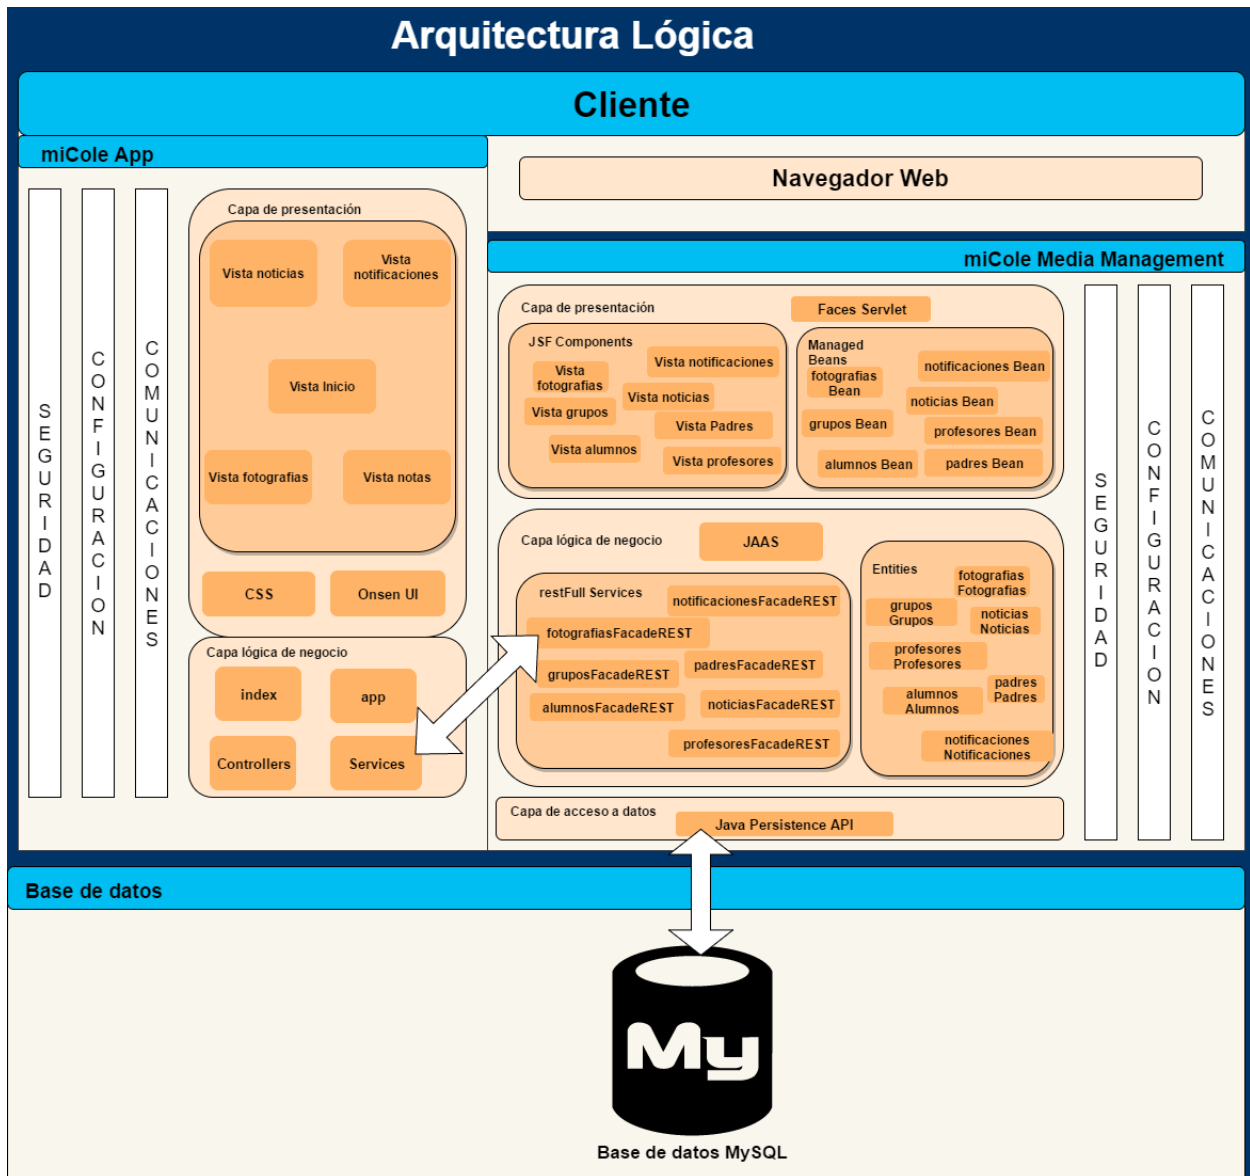 Arquitectura Lógica
Cliente
miCole App
Navegador Web
miCole Media Management
SEGURIDAD
CONFIGURACION
COMUNICACIONES
Capa de presentación
Vista noticias
Vista
notificaciones
Vista Inicio
Vista fotografias
Vista notas
CSS
Onsen UI
Capa lógica de negocio
index
app
Controllers
Services
Capa de presentación
Faces Servlet
JSF Components
Vista
fotografias
Vista notificaciones
Vista noticias
Vista grupos
Vista Padres
Vista alumnos
Vista profesores
Managed
Beans
fotografias
Bean
notificaciones Bean
noticias Bean
grupos Bean
profesores Bean
alumnos Bean
padres Bean
Capa lógica de negocio
JAAS
restFull Services
notificacionesFacadeREST
fotografiasFacadeREST
padresFacadeREST
gruposFacadeREST
alumnosFacadeREST
noticiasFacadeREST
profesoresFacadeREST
Entities
fotografias
Fotografias
grupos
Grupos
noticias
Noticias
profesores
Profesores
padres
Padres
alumnos
Alumnos
notificaciones
Notificaciones
Capa de acceso a datos
Java Persistence API
SEGURIDAD
CONFIGURACION
COMUNICACIONES
Base de datos
My
Base de datos MySQL